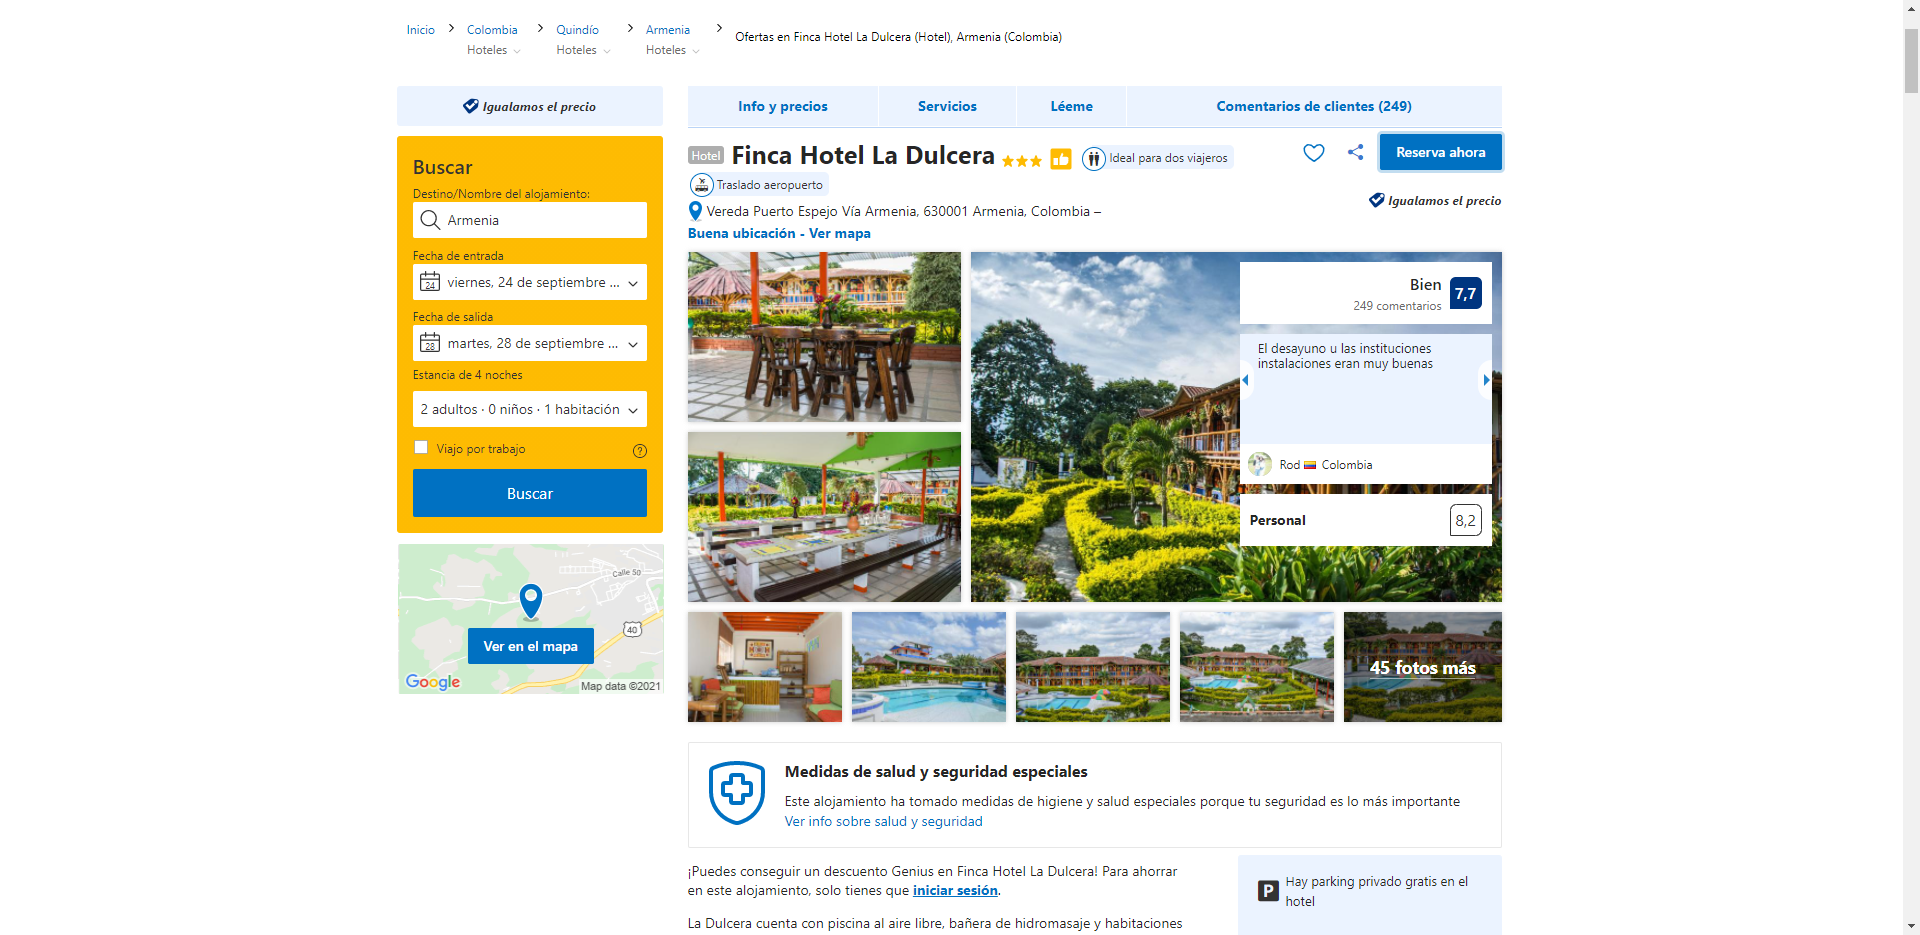 Inicio
Colombia
Hoteles
Quindío
Hoteles
Armenia
Hoteles
Ofertas en Finca Hotel La Dulcera (Hotel), Armenia (Colombia)
Igualamos el precio
Info y precios
Servicios
Léeme
Comentarios de clientes (249)
Buscar
Destino/Nombre del alojamiento:
Armenia
Fecha de entrada
24
viernes, 24 de septiembre ...
Fecha de salida
28
martes, 28 de septiembre ...
Estancia de 4 noches
2 adultos · 0 niños · 1 habitación
Viajo por trabajo
?
Buscar
Calle 50
40
Ver en el mapa
Google
Map data ©2021
Hotel
Finca Hotel La Dulcera
Ideal para dos viajeros
Reserva ahora
Traslado aeropuerto
Igualamos el precio
Vereda Puerto Espejo Vía Armenia, 630001 Armenia, Colombia –
Buena ubicación - Ver mapa
Bien
7,7
249 comentarios
El desayuno u las instituciones
instalaciones eran muy buenas
Rod
Colombia
Personal
8,2
45 fotos más
Medidas de salud y seguridad especiales
Este alojamiento ha tomado medidas de higiene y salud especiales porque tu seguridad es lo más importante
Ver info sobre salud y seguridad
¡Puedes conseguir un descuento Genius en Finca Hotel La Dulcera! Para ahorrar
en este alojamiento, solo tienes que iniciar sesión.
La Dulcera cuenta con piscina al aire libre, bañera de hidromasaje y habitaciones
P
Hay parking privado gratis en el
hotel